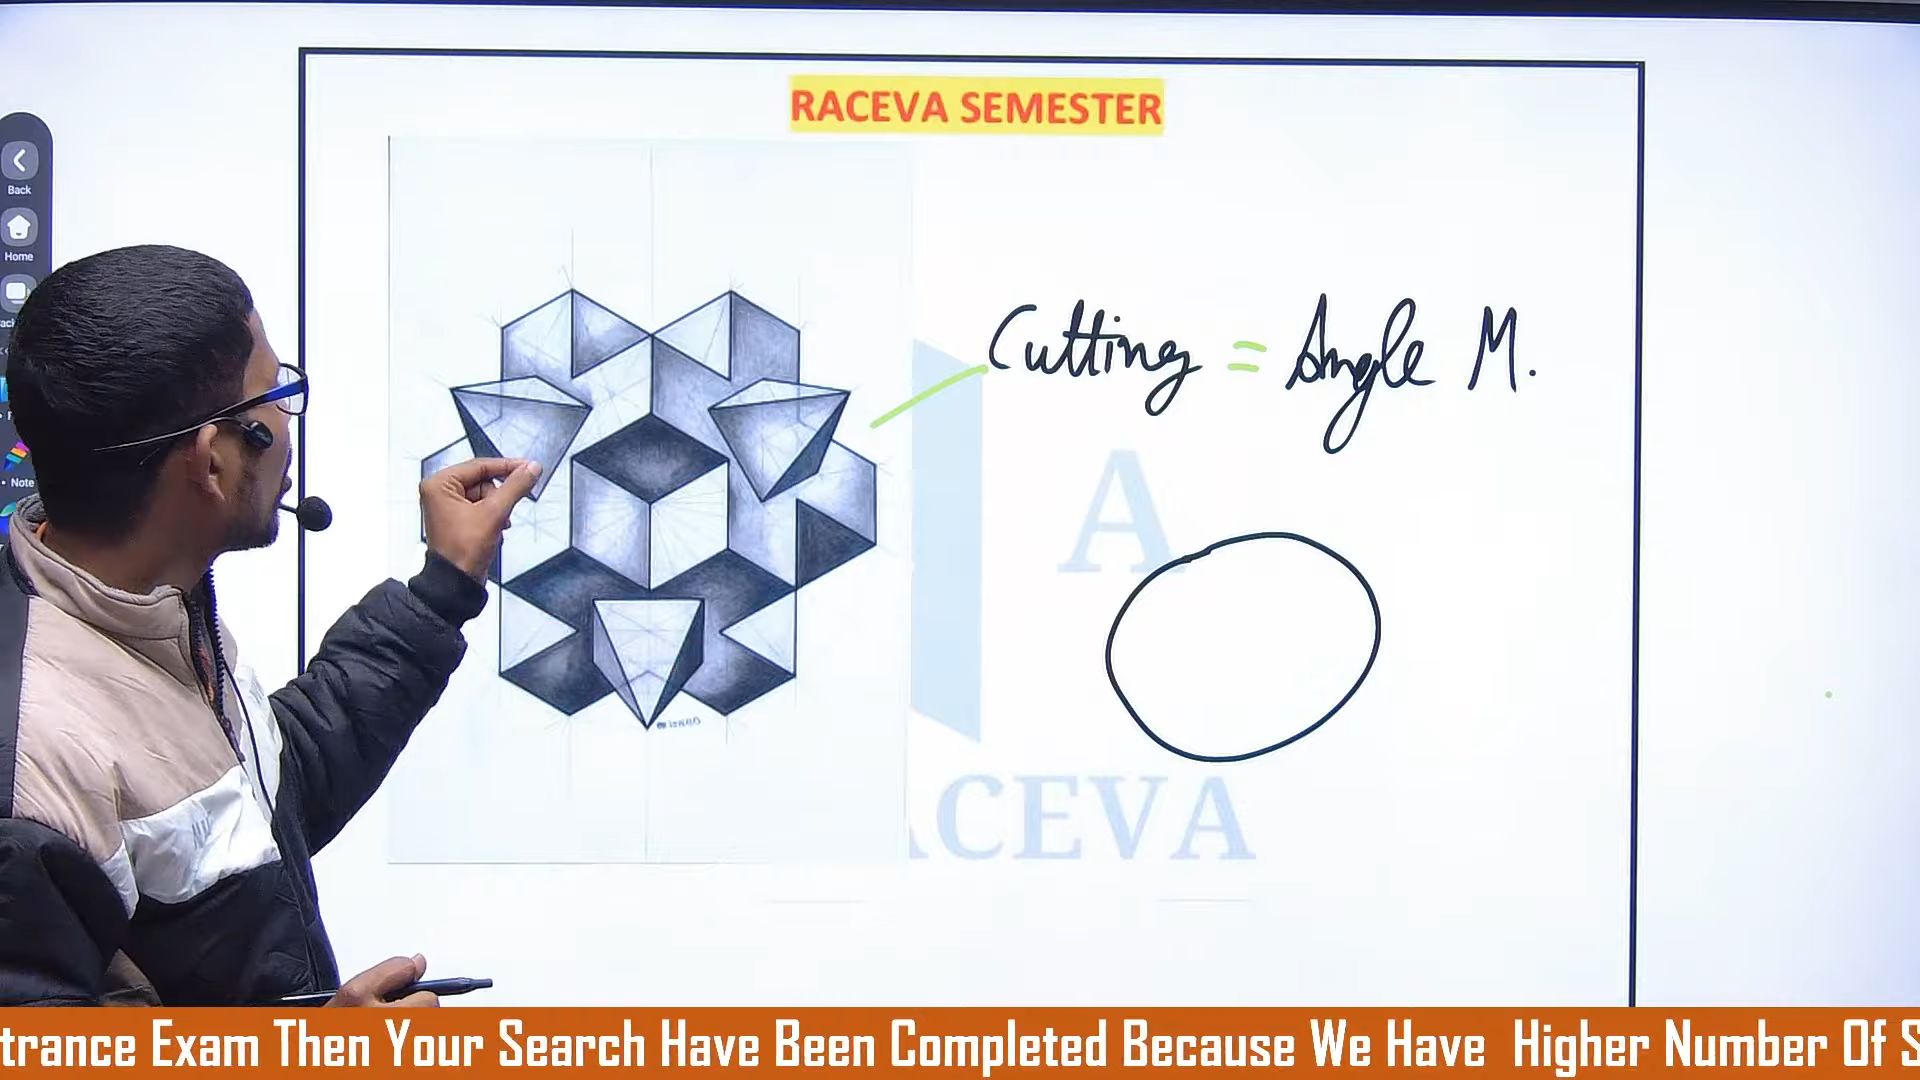 RACEVA SEMESTER
Back
Home
Note
Cutting = Angle M.
A
ACEVA
trance Exam Then Your Search Have Been Completed Because We Have Higher Number Of S